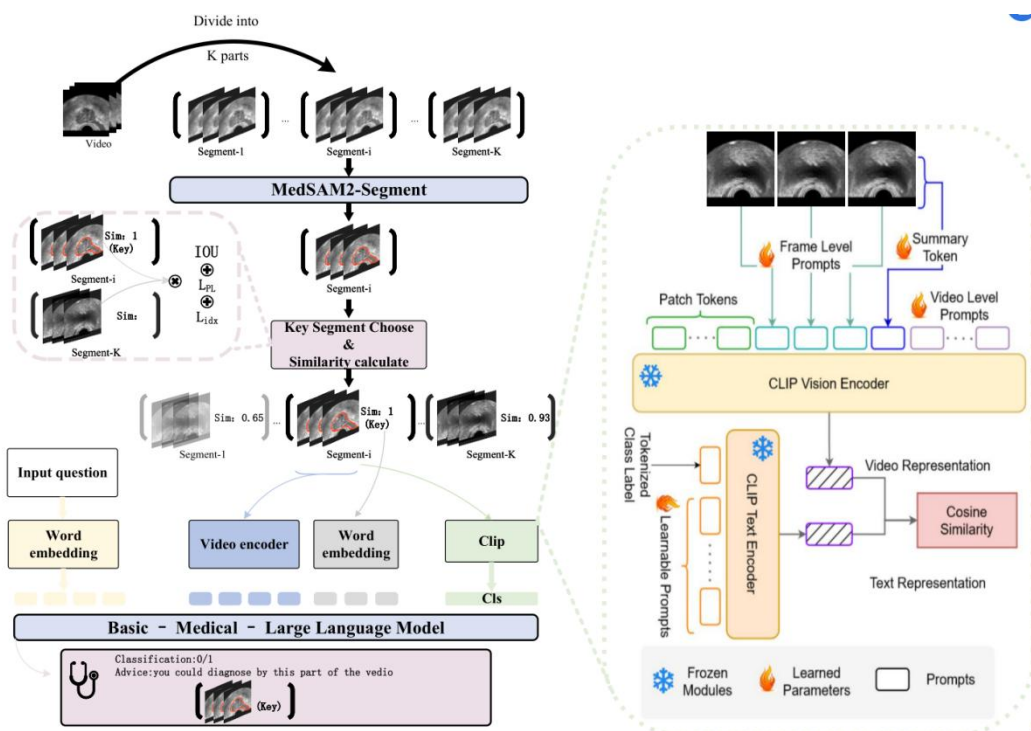 Divide into
K parts
Video
Segment-1
...
Segment-i
...
Segment-K
MedSAM2-Segment
Segment-i
Sim: 1
(Key)
Segment-i
Sim:
Segment-K
IOU
L_PL
L_idx
Key Segment Choose
&
Similarity calculate
Sim: 0.65
...
Sim: 1
(Key)
...
Sim: 0.93
Segment-1
Segment-i
Segment-K
Input question
Word
embedding
Video encoder
Word
embedding
Clip
Cls
Basic - Medical - Large Language Model
Classification:0/1
Advice:you could diagnose by this part of the vedio
(Key)
Frame Level
Prompts
Summary
Token
Patch Tokens
Video Level
Prompts
CLIP Vision Encoder
Tokenized
Class Label
Learnable Prompts
CLIP Text Encoder
Video Representation
Cosine
Similarity
Text Representation
Frozen
Modules
Learned
Parameters
Prompts